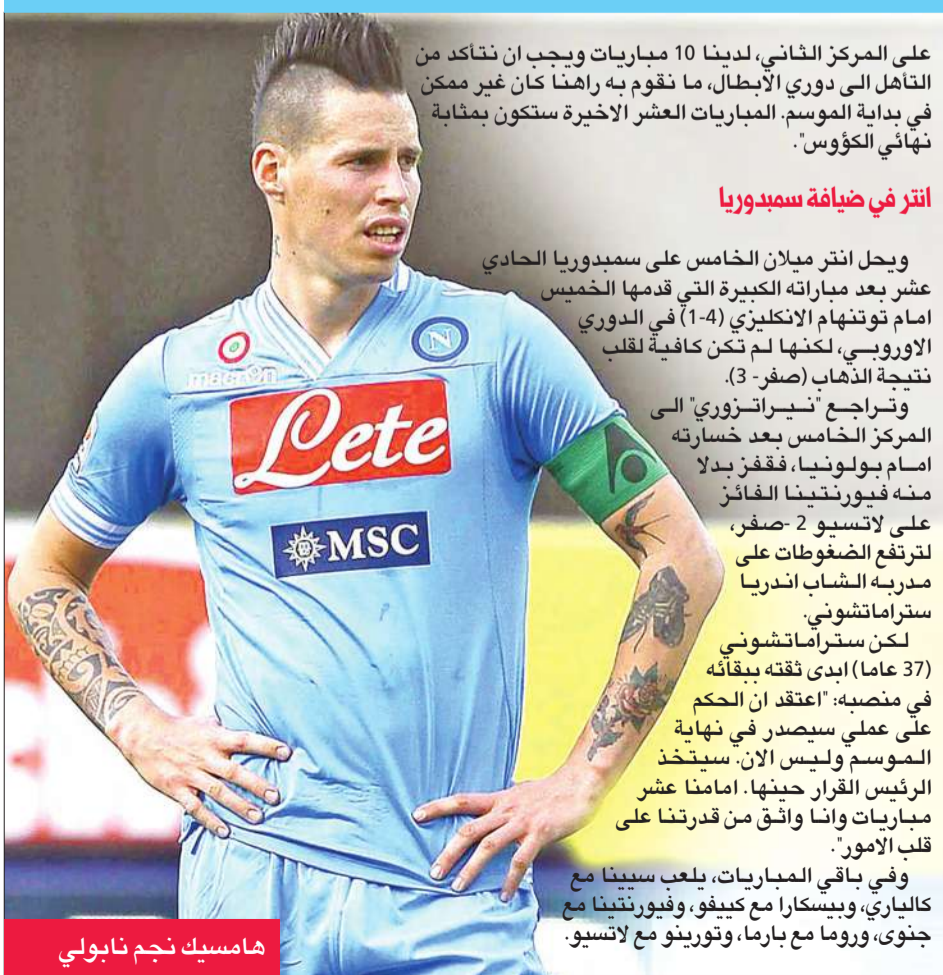 على المركز الثاني، لدينا 10 مباريات ويجب ان نتأكد من
التأهل الى دوري الابطال، ما نقوم به راهنا كان غير ممكن
في بداية الموسم. المباريات العشر الاخيرة ستكون بمثابة
نهائي الكؤوس".
انتر في ضيافة سمبدوريا
ويحل انتر ميلان الخامس على سمبدوريا الحادي
عشر بعد مباراته الكبيرة التي قدمها الخميس
امام توتنهام الانكليزي (4-1) في الدوري
الاوروبي، لكنها لم تكن كافية لقلب
نتيجة الذهاب (صفر- 3).
وتراجع "نيراتزوري" الى
المركز الخامس بعد خسارته
امام بولونيا، فقفز بدلا
منه فيورنتينا الفائز
على لاتسيو 2 -صفر،
لترتفع الضغوطات على
مدربه الشاب اندريا
ستراماتشوني.
لكن ستراماتشوني
(37 عاما) ابدى ثقته ببقائه
في منصبه: "اعتقد ان الحكم
على عملي سيصدر في نهاية
الموسم وليس الان. سيتخذ
الرئيس القرار حينها. امامنا عشر
مباريات وانا واثق من قدرتنا على
قلب الامور".
وفي باقي المباريات، يلعب سيينا مع
كالياري، وبيسكارا مع كييفو، وفيورنتينا مع
جنوى، وروما مع بارما، وتورينو مع لاتسيو.
macron
N
Lete
MSC
هامسيك نجم نابولي